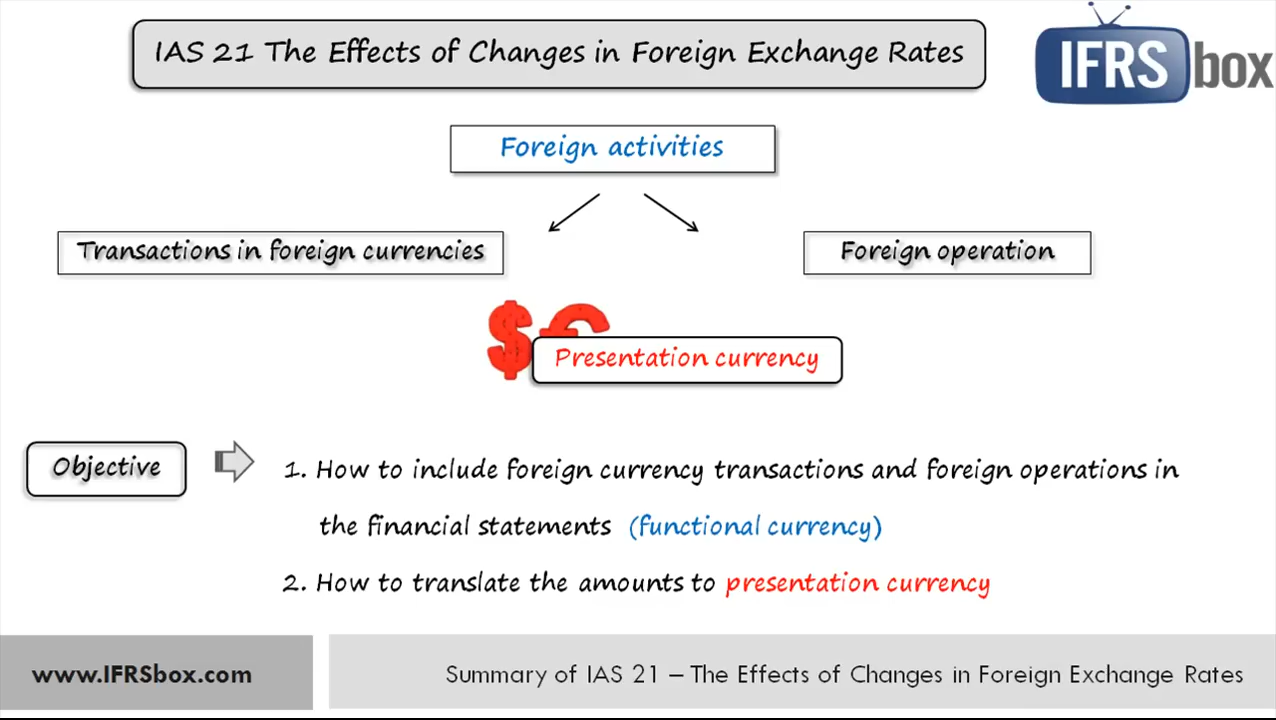 IAS 21 The Effects of Changes in Foreign Exchange Rates
IFRS box
Foreign activities
Transactions in foreign currencies
Foreign operation
$€
Presentation currency
Objective
1. How to include foreign currency transactions and foreign operations in
the financial statements (functional currency)
2. How to translate the amounts to presentation currency
www.IFRSbox.com
Summary of IAS 21 – The Effects of Changes in Foreign Exchange Rates